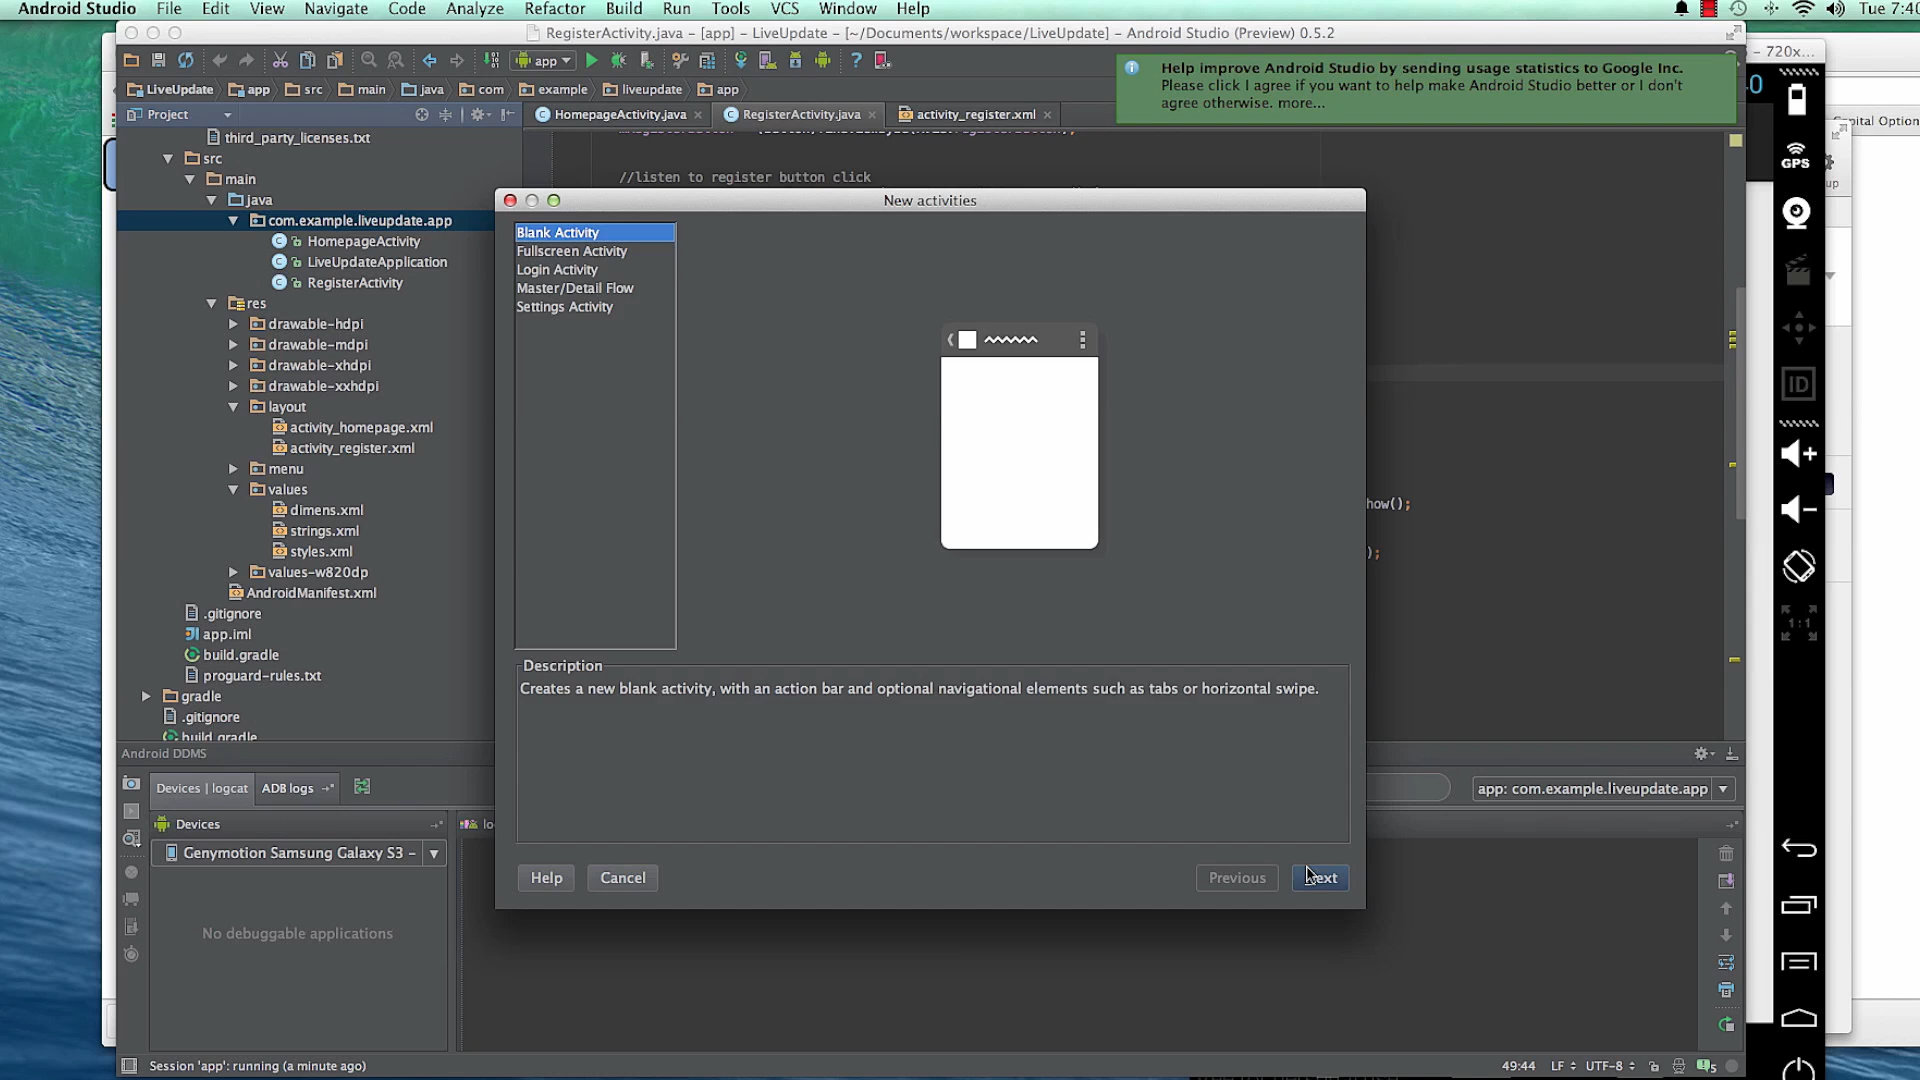 Android Studio File Edit View Navigate Code Analyze Refactor Build Run Tools VCS Window Help
Tue 7:40
RegisterActivity.java – [app] – LiveUpdate – [~/Documents/workspace/LiveUpdate] – Android Studio (Preview) 0.5.2
– 720x...
app
Help improve Android Studio by sending usage statistics to Google Inc.
Please click I agree if you want to help make Android Studio better or I don't
agree otherwise. more...
LiveUpdate app src main java com example liveupdate app
Project
HomepageActivity.java RegisterActivity.java activity_register.xml
Capital Option
third_party_licenses.txt
src
main
java
com.example.liveupdate.app
HomepageActivity
LiveUpdateApplication
RegisterActivity
res
drawable-hdpi
drawable-mdpi
drawable-xhdpi
drawable-xxhdpi
layout
activity_homepage.xml
activity_register.xml
menu
values
dimens.xml
strings.xml
styles.xml
values-w820dp
AndroidManifest.xml
.gitignore
app.iml
build.gradle
proguard-rules.txt
gradle
.gitignore
build.gradle
//listen to register button click
how();
);
New activities
Blank Activity
Fullscreen Activity
Login Activity
Master/Detail Flow
Settings Activity
Description
Creates a new blank activity, with an action bar and optional navigational elements such as tabs or horizontal swipe.
Help Cancel Previous Next
GPS
ID
1:1
Android DDMS
Devices | logcat ADB logs
app: com.example.liveupdate.app
Devices
lo
Genymotion Samsung Galaxy S3 –
No debuggable applications
Session 'app': running (a minute ago)
49:44 LF UTF-8 5